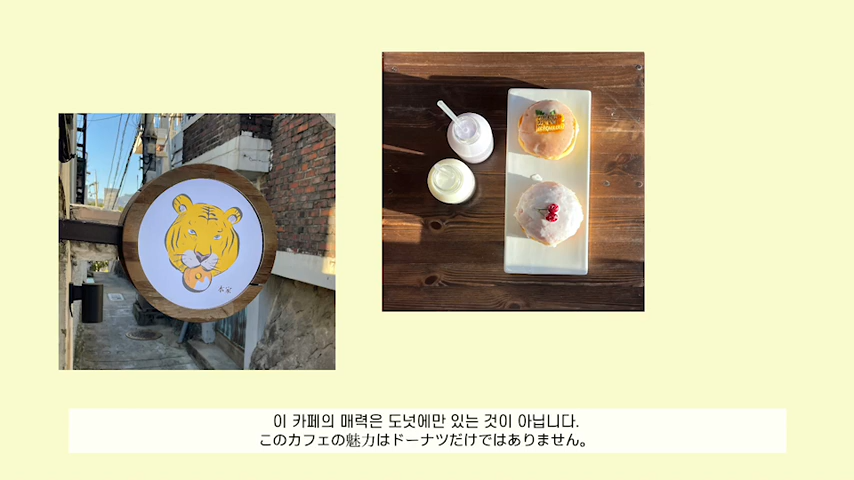 이 카페의 매력은 도넛에만 있는 것이 아닙니다.
このカフェの魅力はドーナツだけではありません。